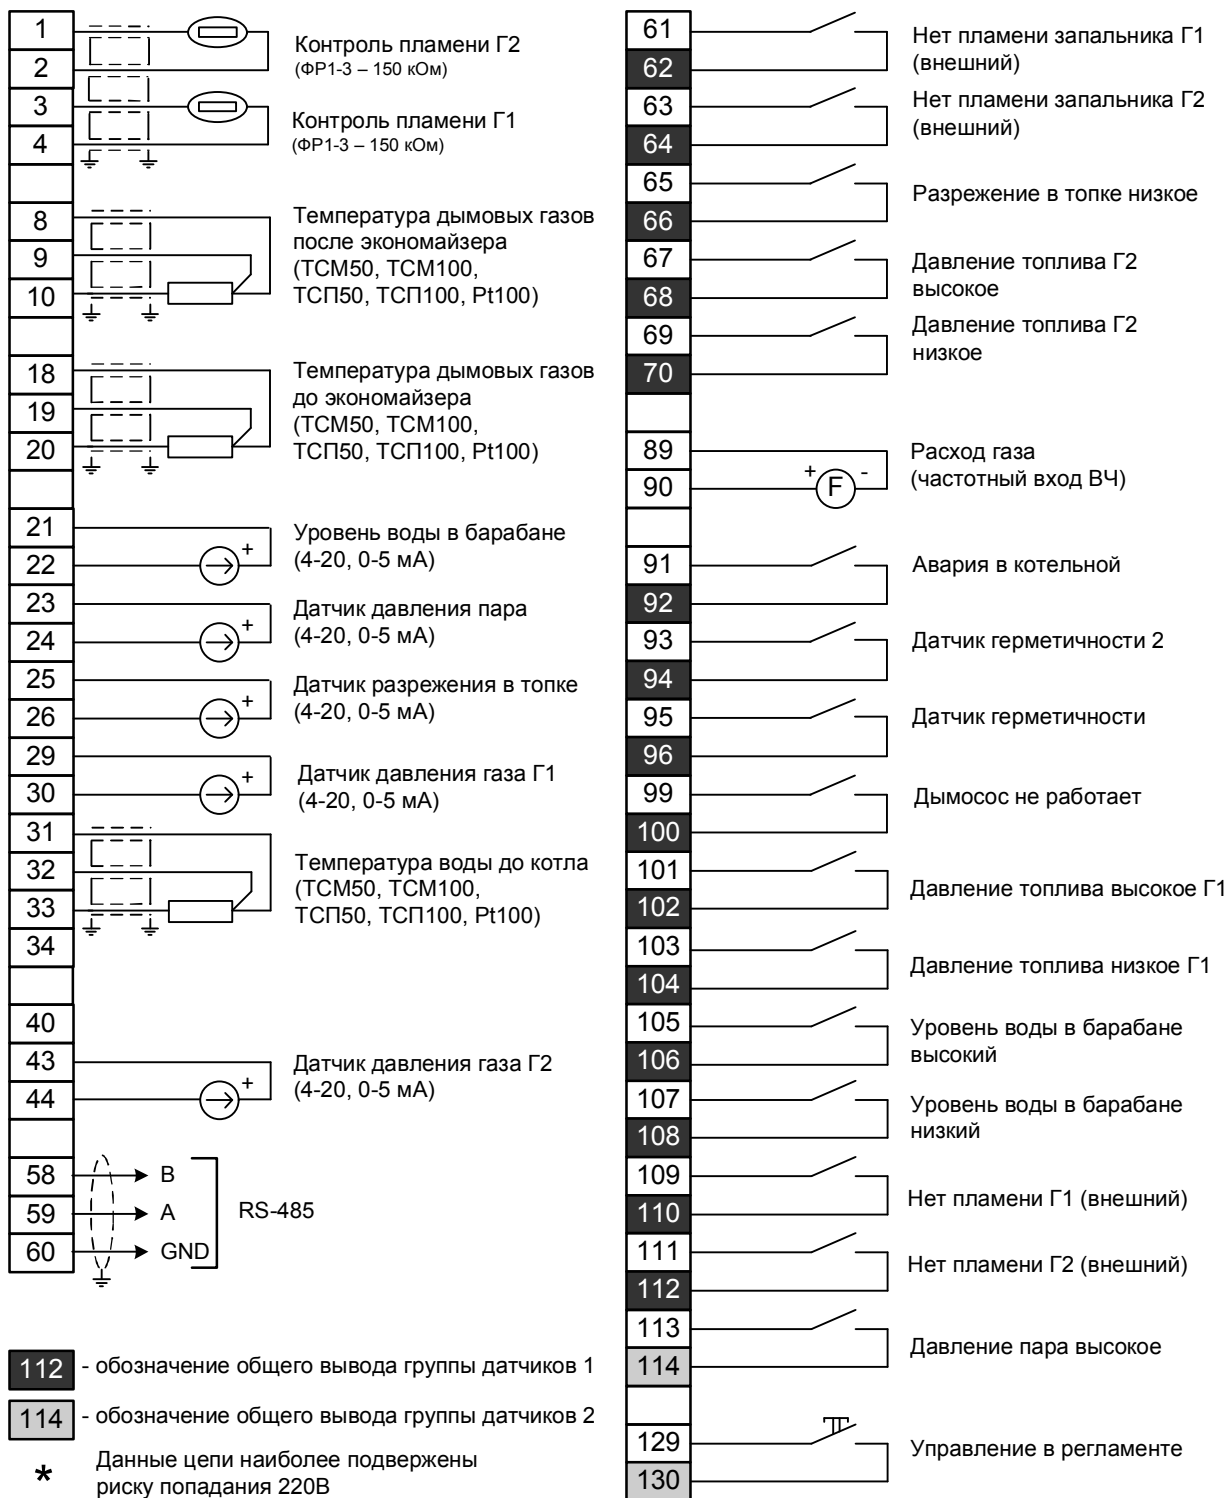 1
2
Контроль пламени Г2
(ФР1-3 – 150 кОм)
3
4
Контроль пламени Г1
(ФР1-3 – 150 кОм)
8
9
10
Температура дымовых газов
после экономайзера
(ТСМ50, ТСМ100,
ТСП50, ТСП100, Pt100)
18
19
20
Температура дымовых газов
до экономайзера
(ТСМ50, ТСМ100,
ТСП50, ТСП100, Pt100)
21
22
+
Уровень воды в барабане
(4-20, 0-5 мА)
23
24
+
Датчик давления пара
(4-20, 0-5 мА)
25
26
+
Датчик разрежения в топке
(4-20, 0-5 мА)
29
30
+
Датчик давления газа Г1
(4-20, 0-5 мА)
31
32
33
34
Температура воды до котла
(ТСМ50, ТСМ100,
ТСП50, ТСП100, Pt100)
40
43
44
+
Датчик давления газа Г2
(4-20, 0-5 мА)
58 B
59 A
60 GND
RS-485
112 - обозначение общего вывода группы датчиков 1
114 - обозначение общего вывода группы датчиков 2
* Данные цепи наиболее подвержены
риску попадания 220В
61
62
Нет пламени запальника Г1
(внешний)
63
64
Нет пламени запальника Г2
(внешний)
65
66
Разрежение в топке низкое
67
68
Давление топлива Г2
высокое
69
70
Давление топлива Г2
низкое
89
90
+ F -
Расход газа
(частотный вход ВЧ)
91
92
Авария в котельной
93
94
Датчик герметичности 2
95
96
Датчик герметичности
99
100
Дымосос не работает
101
102
Давление топлива высокое Г1
103
104
Давление топлива низкое Г1
105
106
Уровень воды в барабане
высокий
107
108
Уровень воды в барабане
низкий
109
110
Нет пламени Г1 (внешний)
111
112
Нет пламени Г2 (внешний)
113
114
Давление пара высокое
129
130
Управление в регламенте